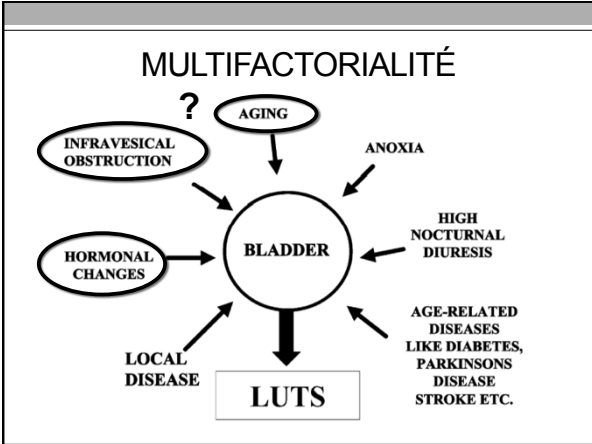 MULTIFACTORIALITÉ
?
AGING
INFRAVESICAL
OBSTRUCTION
ANOXIA
HIGH
NOCTURNAL
DIURESIS
BLADDER
HORMONAL
CHANGES
AGE-RELATED
DISEASES
LIKE DIABETES,
PARKINSONS
DISEASE
STROKE ETC.
LOCAL
DISEASE
LUTS